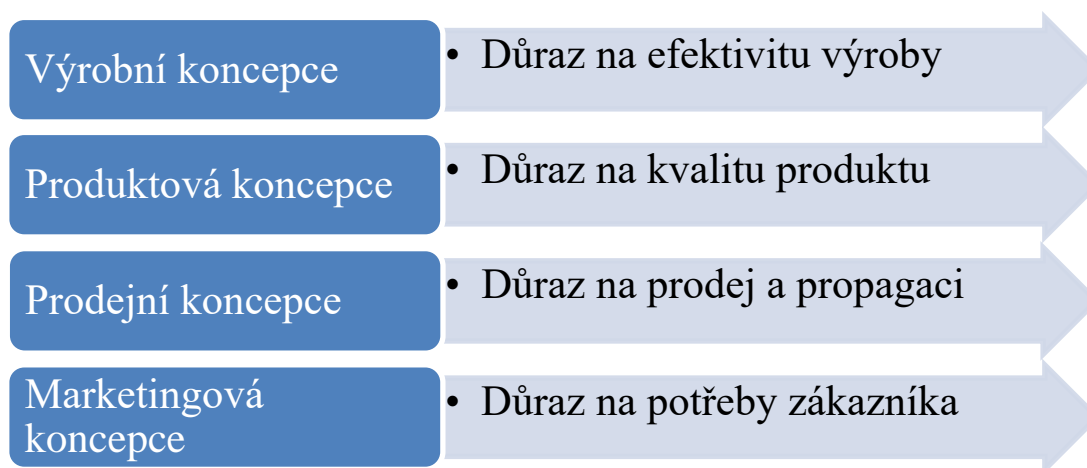 Výrobní koncepce
• Důraz na efektivitu výroby
Produktová koncepce
• Důraz na kvalitu produktu
Prodejní koncepce
• Důraz na prodej a propagaci
Marketingová
koncepce
• Důraz na potřeby zákazníka